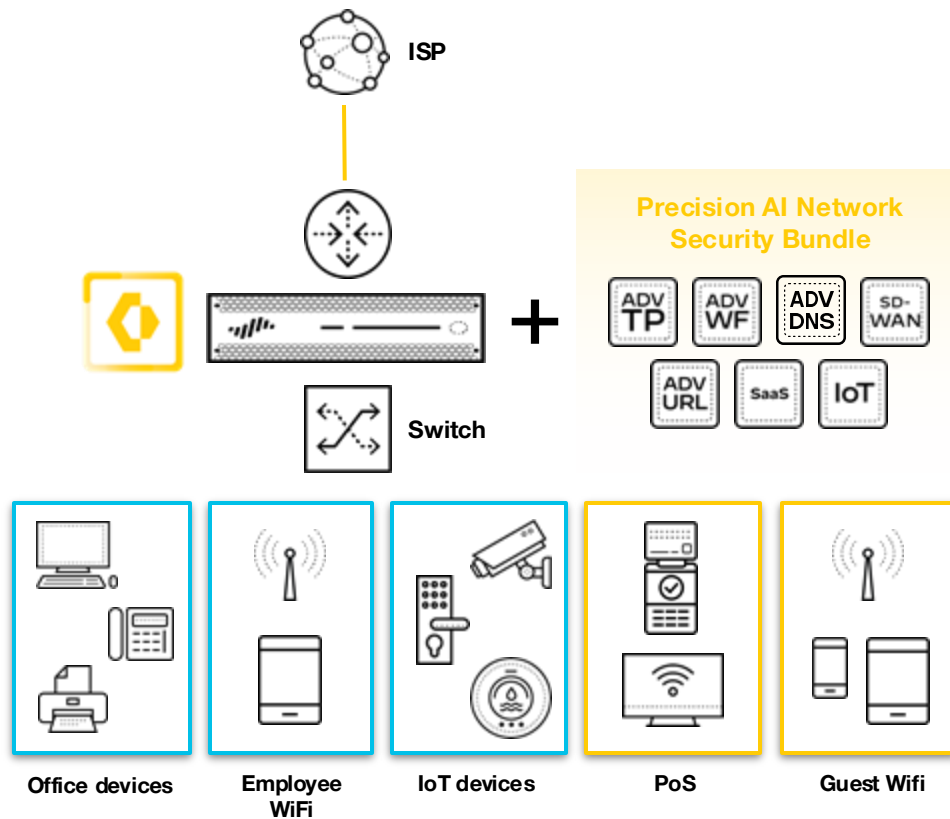 ISP
Precision AI Network
Security Bundle
ADV
TP
ADV
WF
ADV
DNS
SD-
WAN
ADV
URL
SaaS
IoT
Switch
Office devices
Employee
WiFi
IoT devices
PoS
Guest Wifi